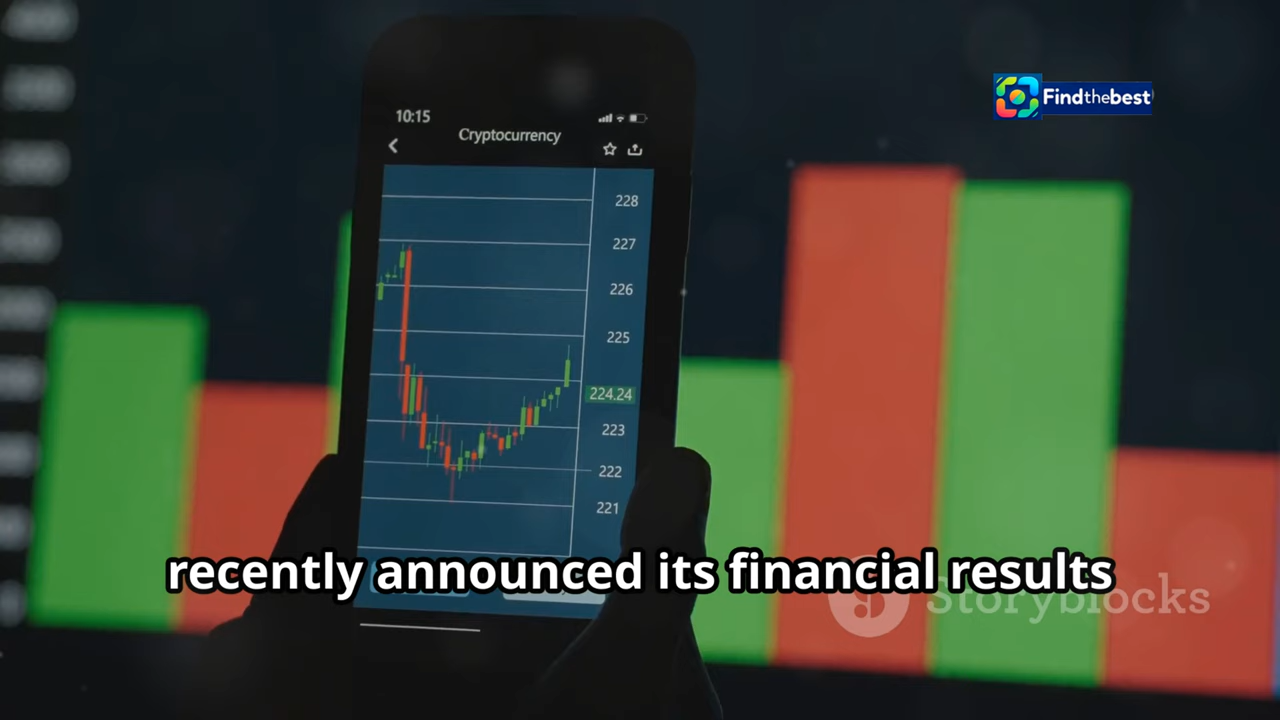 Findthebest
10:15
Cryptocurrency
228
227
226
225
224.24
223
222
221
recently announced its financial results
Storyblocks